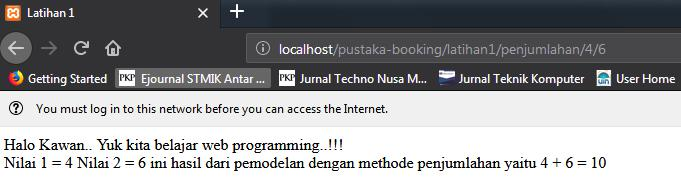 Latihan 1
localhost/pustaka-booking/latihan1/penjumlahan/4/6
Getting Started PKP Ejournal STMIK Antar ... PKP Jurnal Techno Nusa M... Jurnal Teknik Komputer uin User Home
You must log in to this network before you can access the Internet.
Halo Kawan.. Yuk kita belajar web programming..!!!
Nilai 1 = 4 Nilai 2 = 6 ini hasil dari pemodelan dengan methode penjumlahan yaitu 4 + 6 = 10